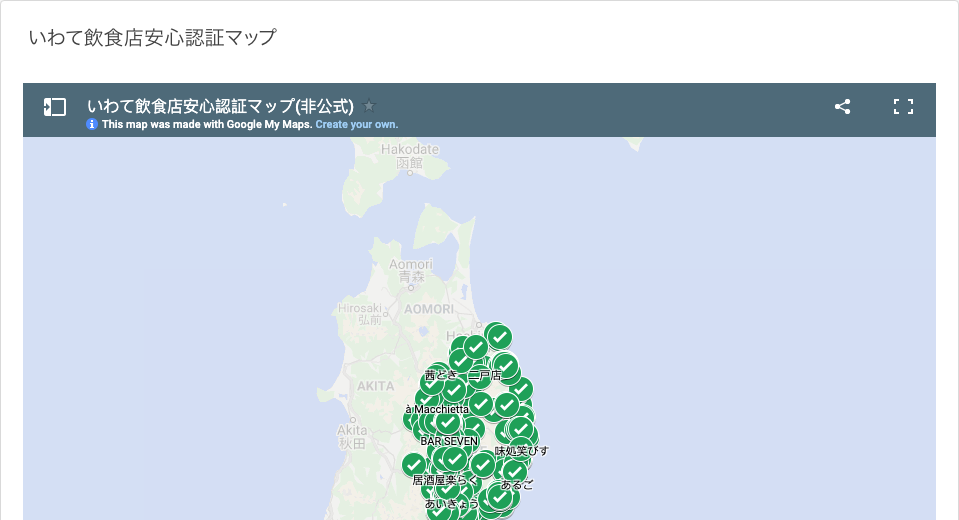 いわて飲食店安心認証マップ
いわて飲食店安心認証マップ(非公式)
This map was made with Google My Maps. Create your own.
Hakodate
函館
Aomori
青森
Hirosaki
弘前
AOMORI
茜どき
二戸店
AKITA
à Macchietta
Akita
秋田
BAR SEVEN
味処笑びす
居酒屋楽らく
あるご
あいきょう